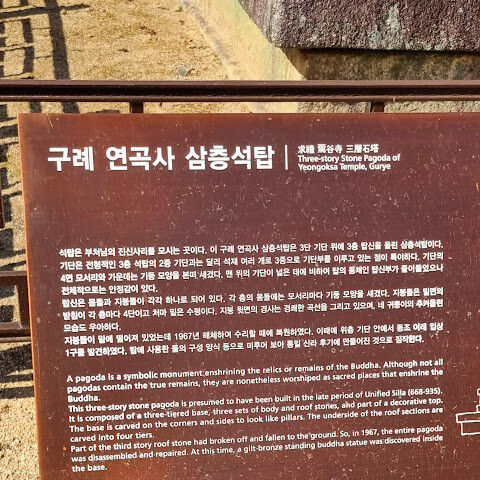 구례 연곡사 삼층석탑
求禮 鷰谷寺 三層石塔
Three-story Stone Pagoda of
Yeongoksa Temple, Gurye
석탑은 부처님의 진신사리를 모시는 곳이다. 이 구례 연곡사 삼층석탑은 3단 기단 위에 3층 탑신을 올린 삼층석탑이다.
기단은 전형적인 3층 석탑의 2층 기단과는 달리 석재 여러 개로 3층으로 기단부를 이루고 있는 점이 특이하다. 기단의
4면 모서리와 가운데는 기둥 모양을 본떠 새겼다. 맨 위의 기단이 넓은 데에 비하여 탑의 몸체인 탑신부가 줄어들었으나
전체적으로는 안정감이 있다.
탑신은 몸돌과 지붕돌이 각각 하나로 되어 있다. 각 층의 몸돌에는 모서리마다 기둥 모양을 새겼다. 지붕돌은 밑면의
받침이 각 층마다 4단이고 처마 밑은 수평이다. 지붕 윗면의 경사는 경쾌한 곡선을 그리고 있으며, 네 귀퉁이의 추켜올린
모습도 우아하다.
지붕돌이 땅에 떨어져 있었는데 1967년 해체하여 수리할 때에 복원하였다. 이때에 위층 기단 안에서 동조 여래 입상
1구를 발견하였다. 탑에 사용한 돌의 구성 양식 등으로 미루어 보아 통일 신라 후기에 만들어진 것으로 짐작한다.
A pagoda is a symbolic monument enshrining the relics or remains of the Buddha. Although not all
pagodas contain the true remains, they are nonetheless worshiped as sacred places that enshrine the
Buddha.
This three-story stone pagoda is presumed to have been built in the late period of Unified Silla (668-935).
It is composed of a three-tiered base, three sets of body and roof stones, and part of a decorative top.
The base is carved on the corners and sides to look like pillars. The underside of the roof sections are
carved into four tiers.
Part of the third story roof stone had broken off and fallen to the ground. So, in 1967, the entire pagoda
was disassembled and repaired. At this time, a gilt-bronze standing buddha statue was discovered inside
the base.